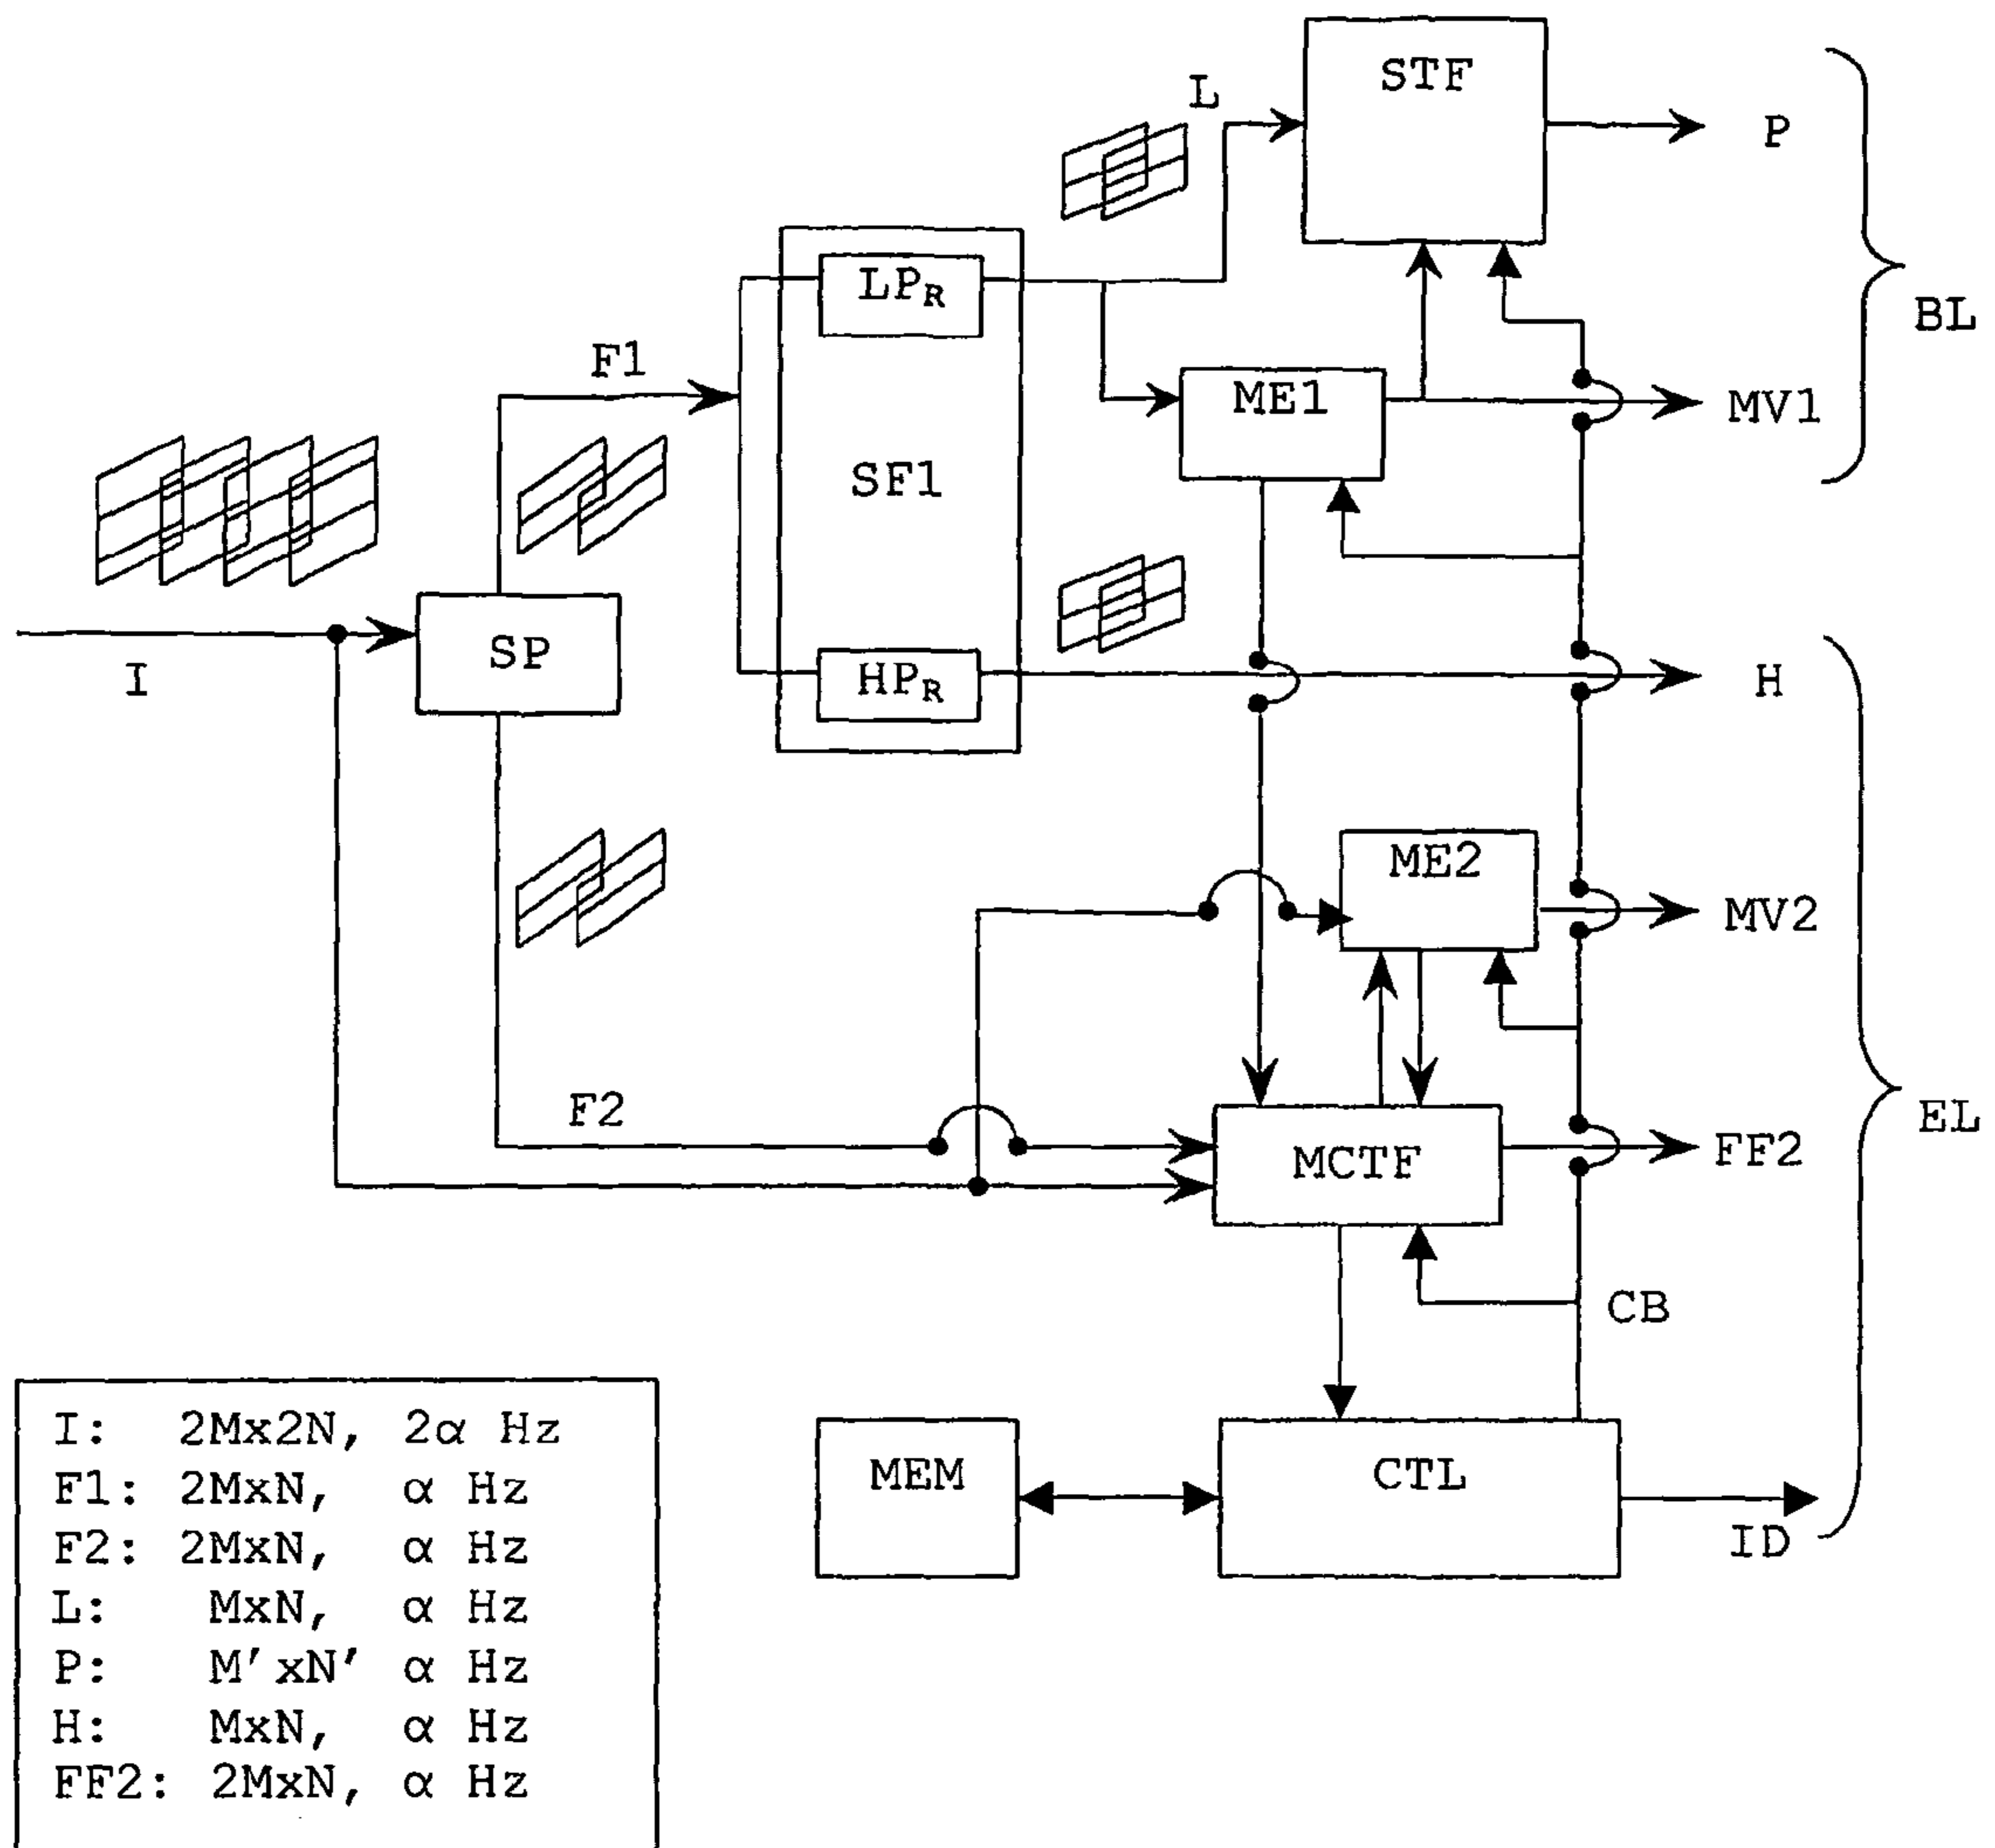 STF
L
P
LPR
BL
F1
ME1
MV1
SF1
SP
I
HPR
H
ME2
MV2
F2
MCTF
FF2
EL
CB
MEM
CTL
ID
I: 2Mx2N, 2α Hz
F1: 2MxN, α Hz
F2: 2MxN, α Hz
L: MxN, α Hz
P: M'xN' α Hz
H: MxN, α Hz
FF2: 2MxN, α Hz